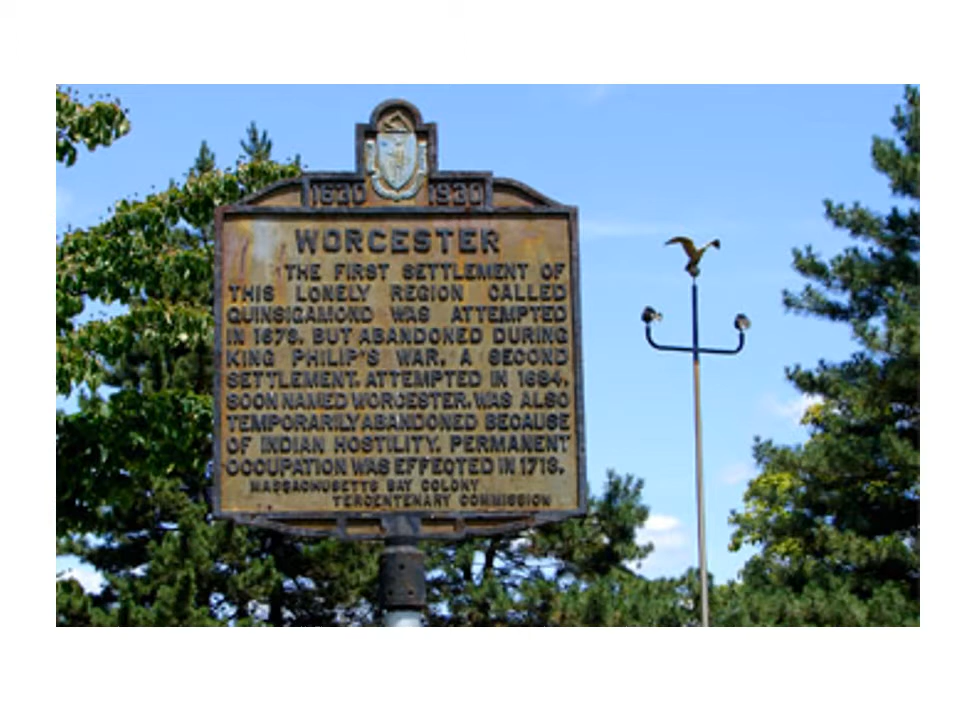 1630 1930
WORCESTER
THE FIRST SETTLEMENT OF
THIS LONELY REGION CALLED
QUINSIGAMOND WAS ATTEMPTED
IN 1673, BUT ABANDONED DURING
KING PHILIP'S WAR. A SECOND
SETTLEMENT, ATTEMPTED IN 1684,
SOON NAMED WORCESTER, WAS ALSO
TEMPORARILY ABANDONED BECAUSE
OF INDIAN HOSTILITY. PERMANENT
OCCUPATION WAS EFFECTED IN 1713.
MASSACHUSETTS BAY COLONY
TERCENTENARY COMMISSION